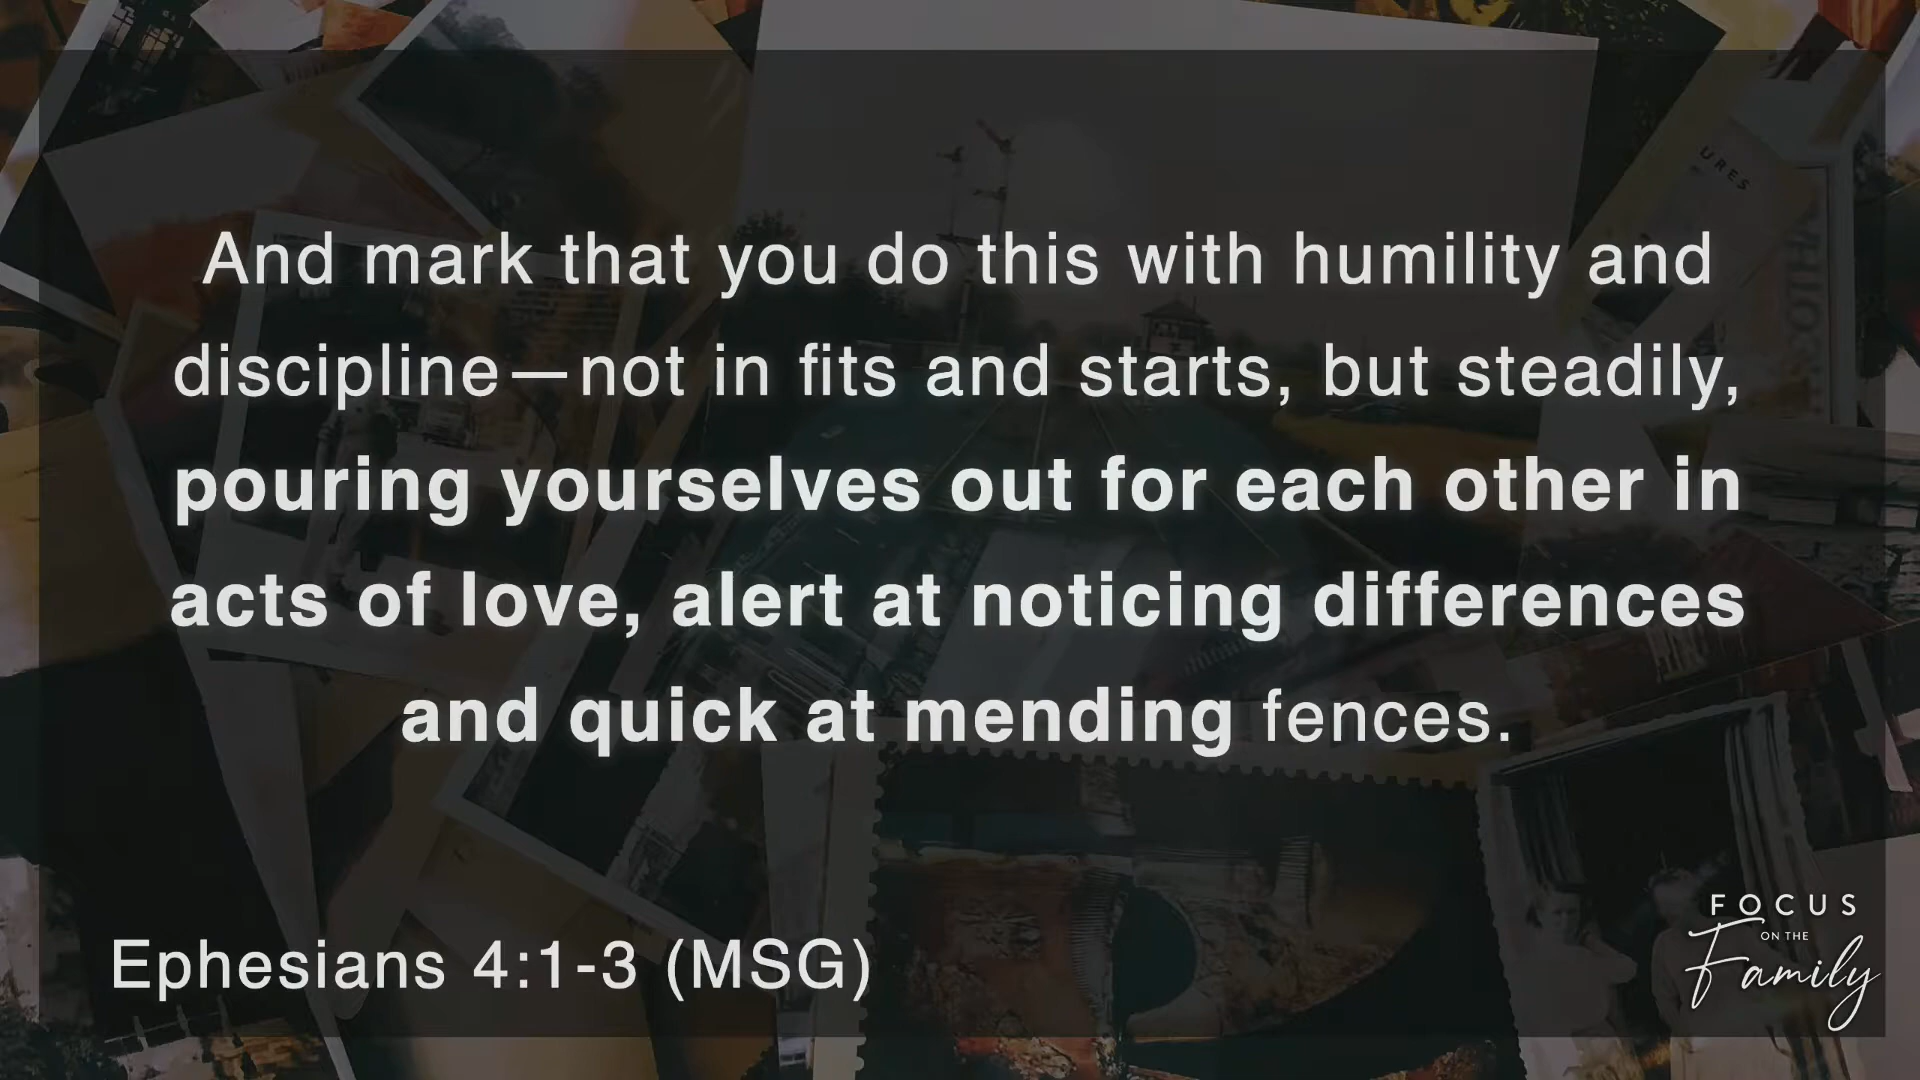 And mark that you do this with humility and
discipline—not in fits and starts, but steadily,
pouring yourselves out for each other in
acts of love, alert at noticing differences
and quick at mending fences.
Ephesians 4:1-3 (MSG)
URES
FOCUS
ON THE
Family